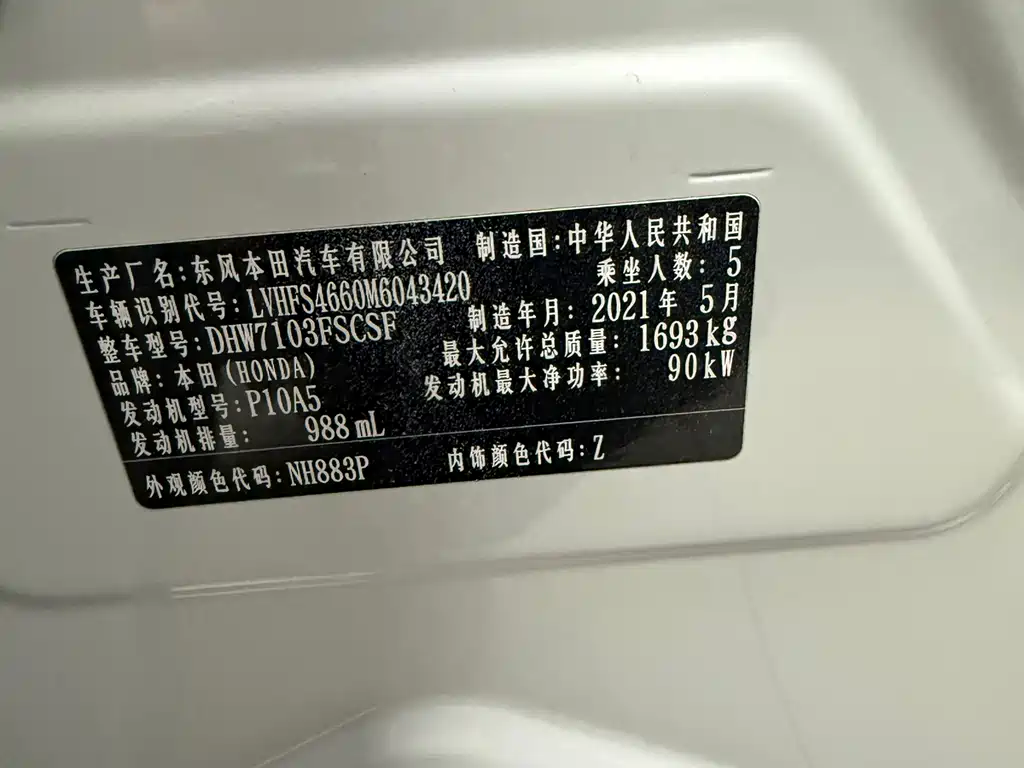 生产厂名:东风本田汽车有限公司 制造国:中华人民共和国
车辆识别代号:LVHFS4660M6043420 乘坐人数: 5
整车型号:DHW7103FSCSF 制造年月: 2021年 5月
品牌: 本田(HONDA) 最大允许总质量: 1693kg
发动机型号:P10A5 发动机最大净功率: 90kW
发动机排量: 988mL
外观颜色代码:NH883P 内饰颜色代码:Z